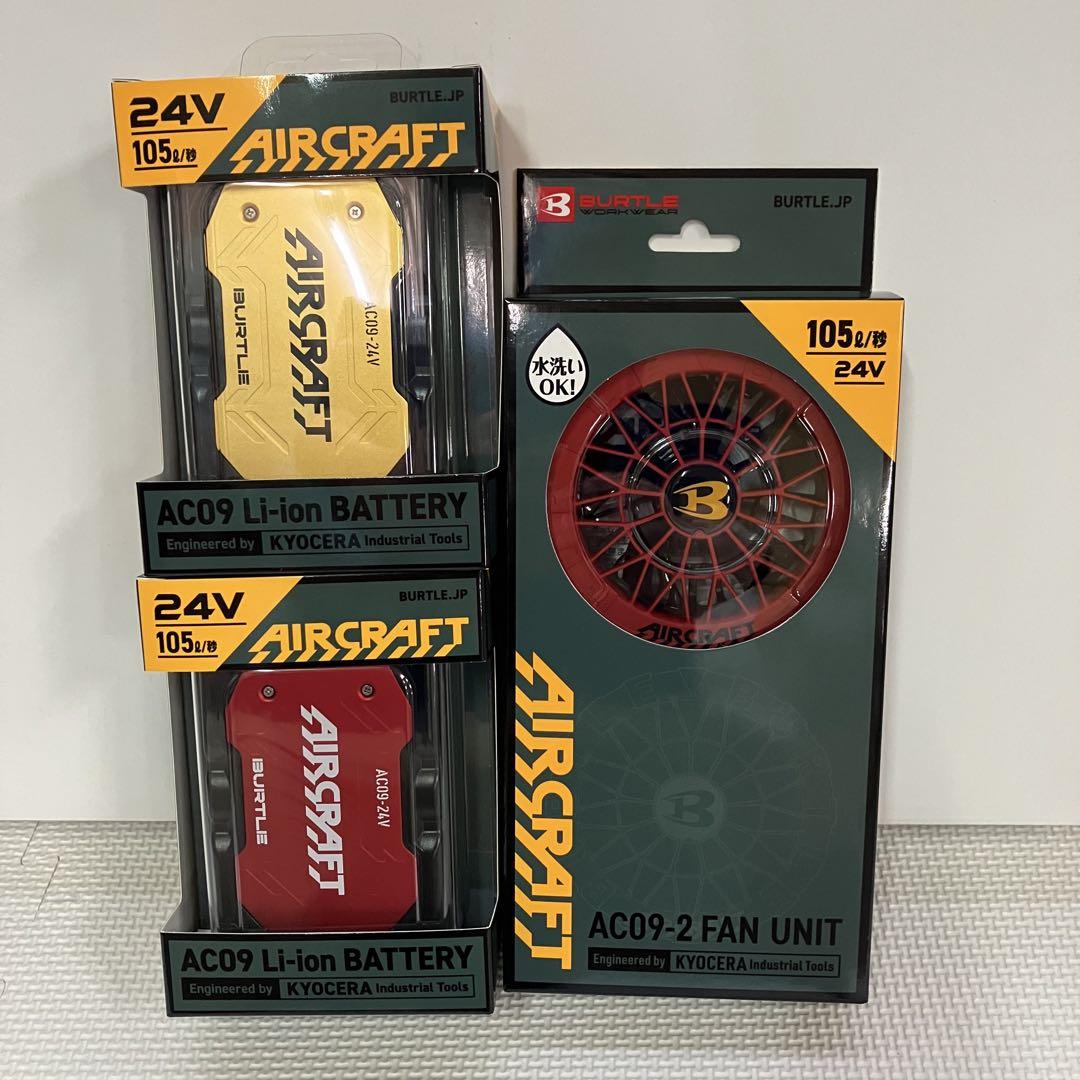 24V
105ℓ/秒
BURTLE.JP
AIRCRAFT
AIRCRAFT
BURTLE
AC09-24V
AC09 Li-ion BATTERY
Engineered by KYOCERA Industrial Tools
24V
105ℓ/秒
BURTLE.JP
AIRCRAFT
AIRCRAFT
BURTLE
AC09-24V
AC09 Li-ion BATTERY
Engineered by KYOCERA Industrial Tools
B BURTLE
WORKWEAR
BURTLE.JP
水洗い
OK!
105ℓ/秒
24V
B
AIRCRAFT
AIRCRAFT
B
AC09-2 FAN UNIT
Engineered by KYOCERA Industrial Tools